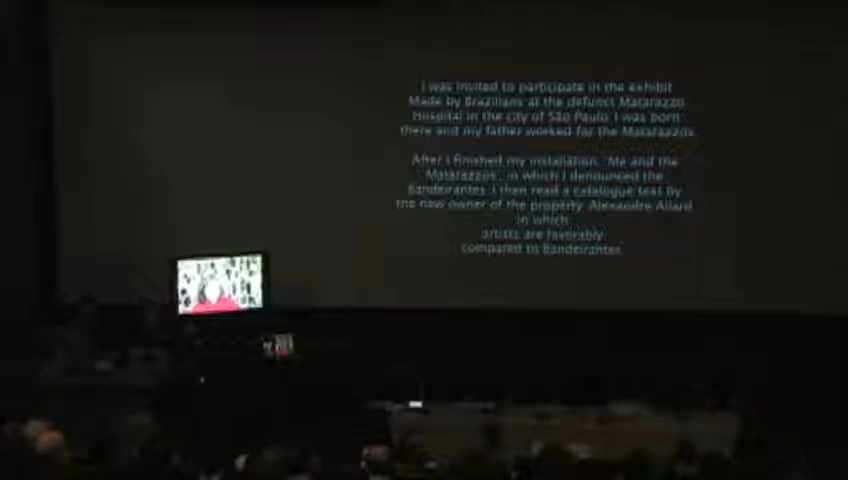 I was invited to participate in the exhibit
Made by Brazilians at the defunct Matarazzo
Hospital in the city of São Paulo. I was born
there and my father worked for the Matarazzos.
After I finished my installation, "Me and the
Matarazzos", in which I denounced the
Bandeirantes, I then read a catalogue text by
the new owner of the property, Alexandre Allard
in which
artists are favorably
compared to Bandeirantes.